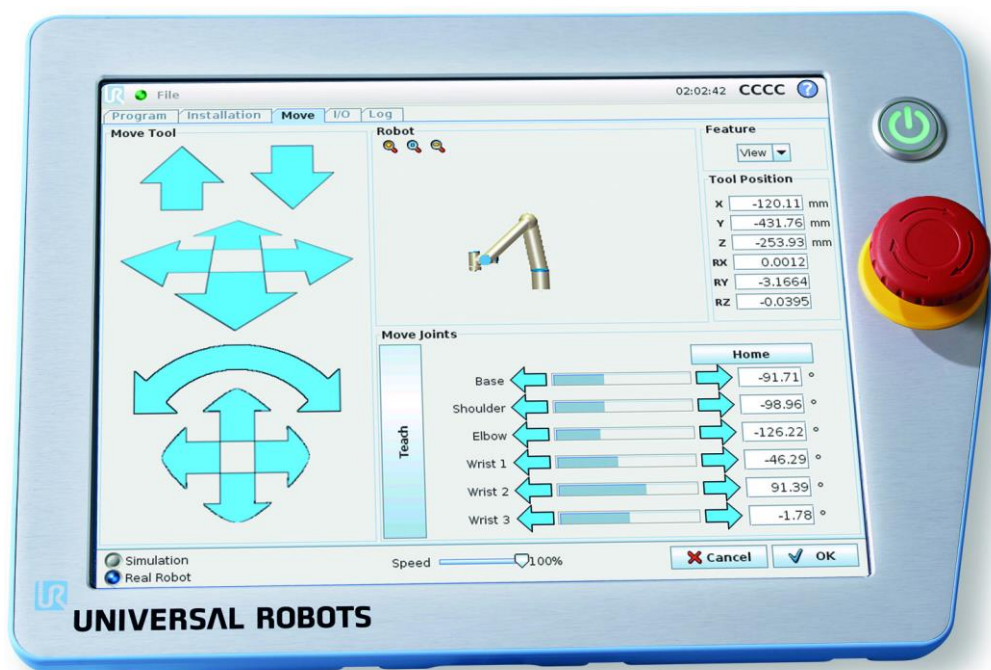 UR File 02:02:42 CCCC ?
Program Installation Move I/O Log
Move Tool
Robot
Feature
View
Tool Position
X -120.11 mm
Y -431.76 mm
Z -253.93 mm
RX 0.0012
RY -3.1664
RZ -0.0395
Move Joints
Teach
Home
Base -91.71 °
Shoulder -98.96 °
Elbow -126.22 °
Wrist 1 -46.29 °
Wrist 2 91.39 °
Wrist 3 -1.78 °
Simulation
Real Robot
Speed 100%
Cancel OK
UR
UNIVERSAL ROBOTS